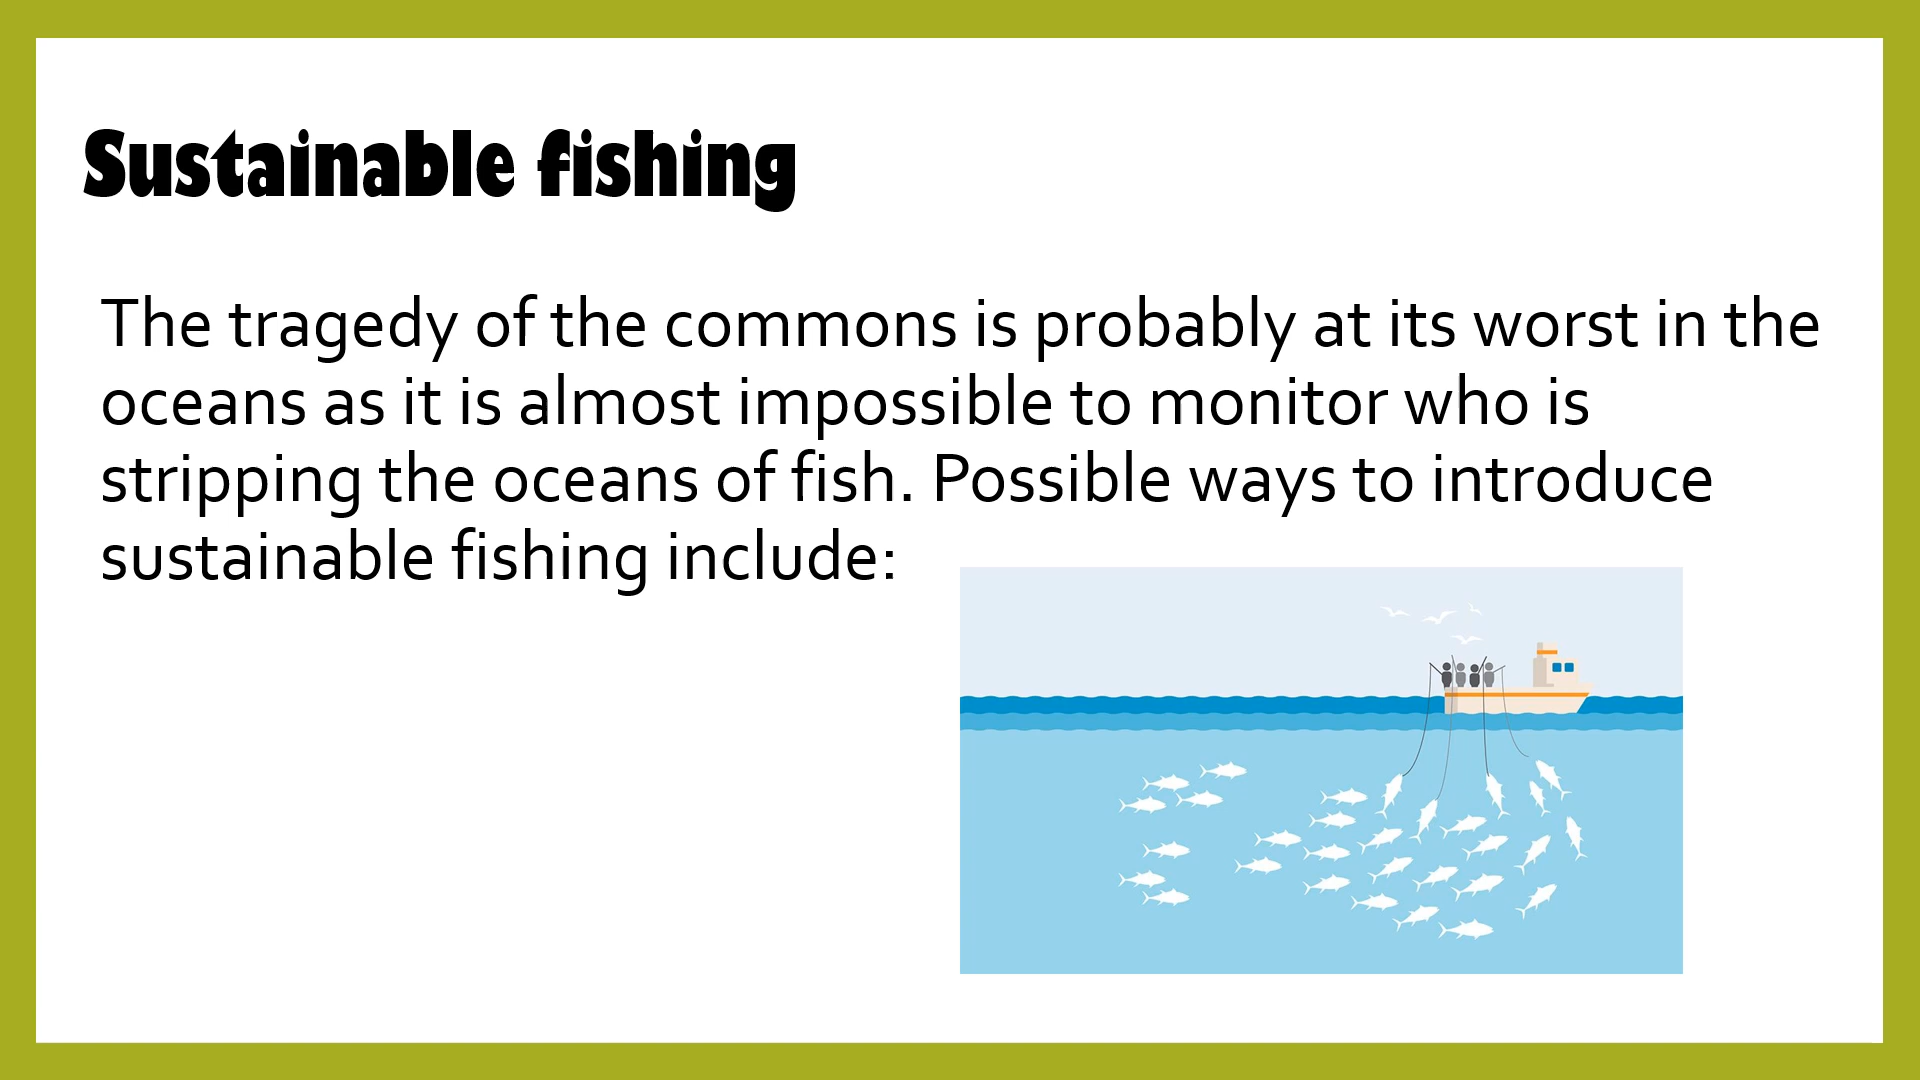 Sustainable fishing
The tragedy of the commons is probably at its worst in the
oceans as it is almost impossible to monitor who is
stripping the oceans of fish. Possible ways to introduce
sustainable fishing include: